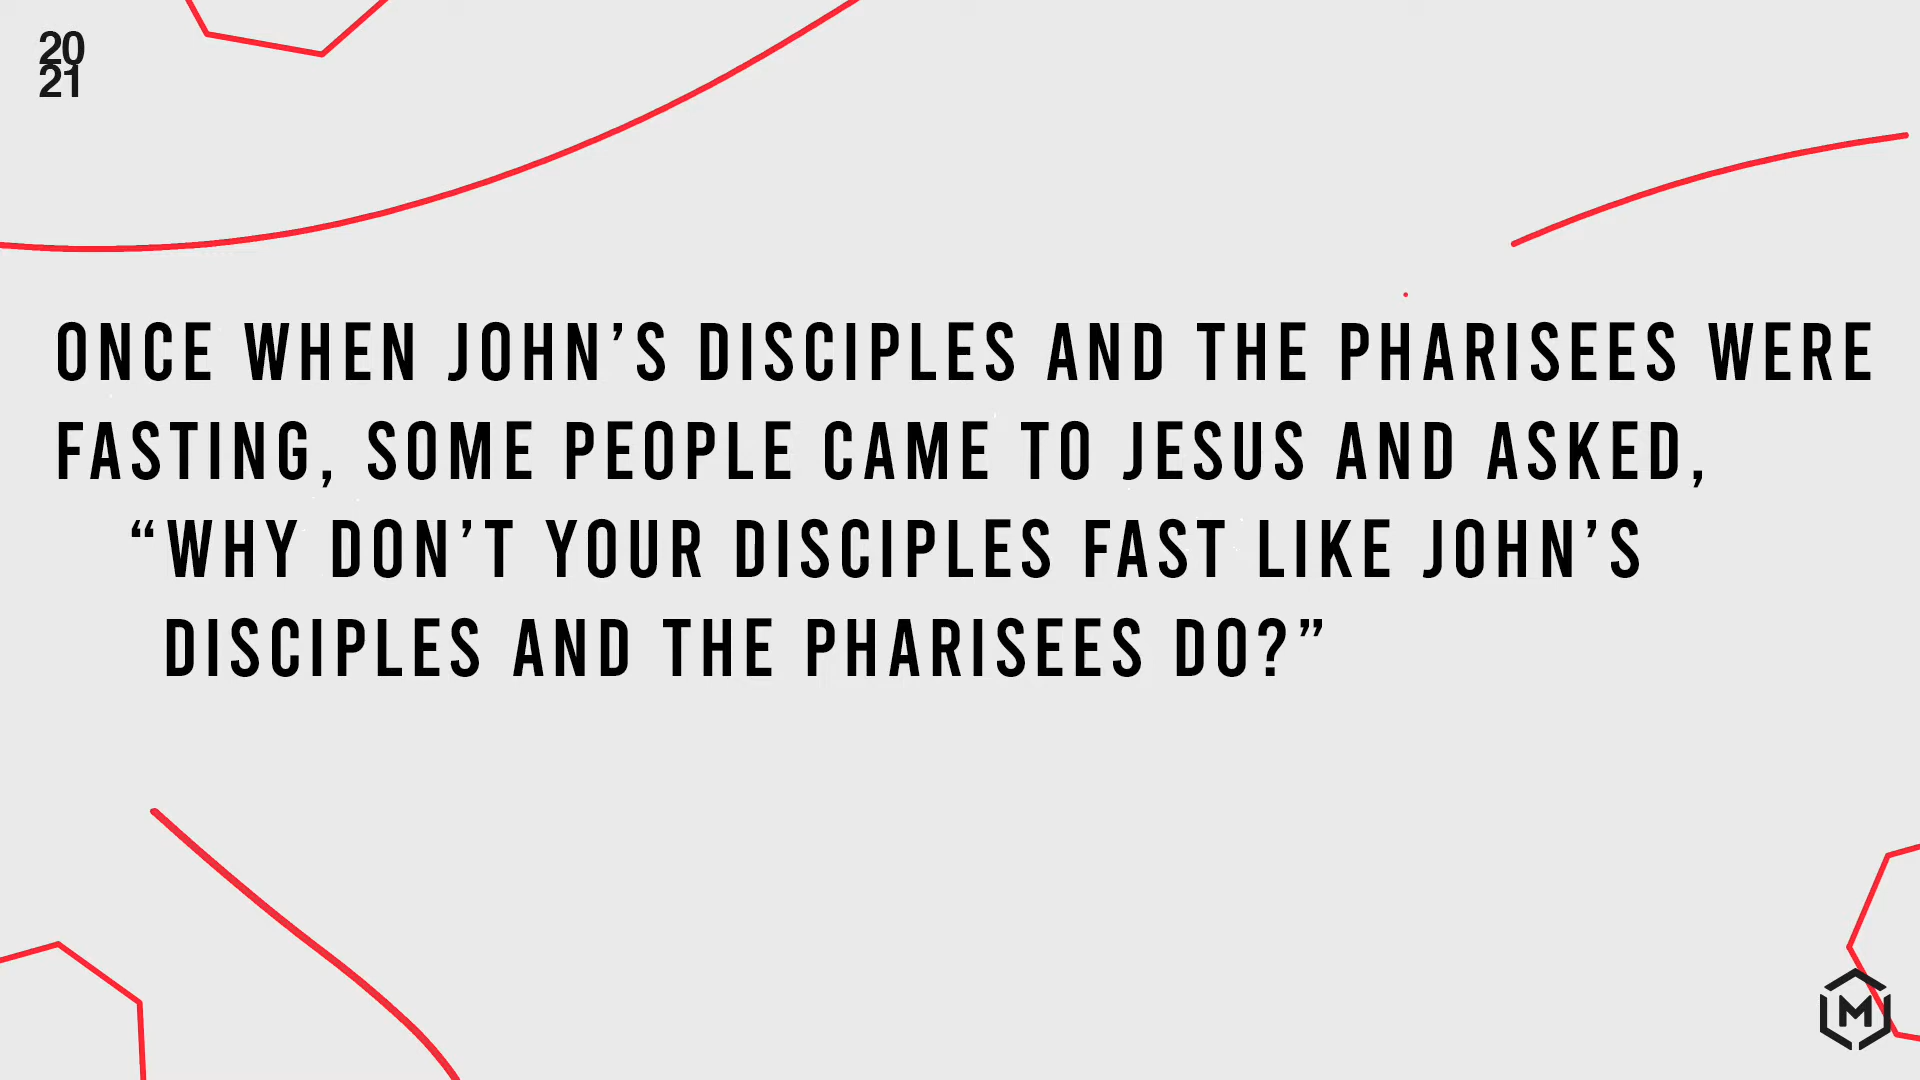 20
21
ONCE WHEN JOHN’S DISCIPLES AND THE PHARISEES WERE
FASTING, SOME PEOPLE CAME TO JESUS AND ASKED,
“WHY DON’T YOUR DISCIPLES FAST LIKE JOHN’S
DISCIPLES AND THE PHARISEES DO?”
M